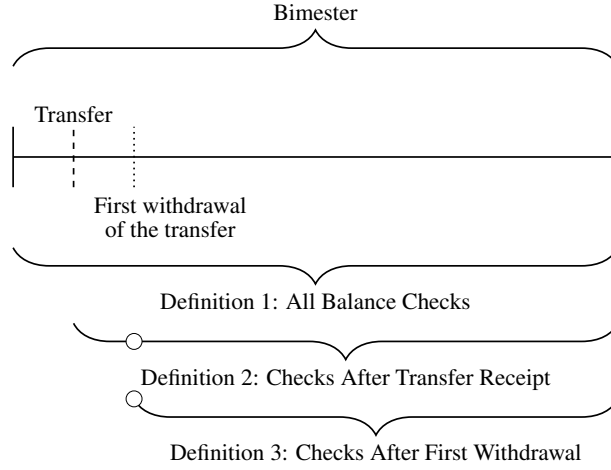 Bimester
Transfer
First withdrawal
of the transfer
Definition 1: All Balance Checks
Definition 2: Checks After Transfer Receipt
Definition 3: Checks After First Withdrawal